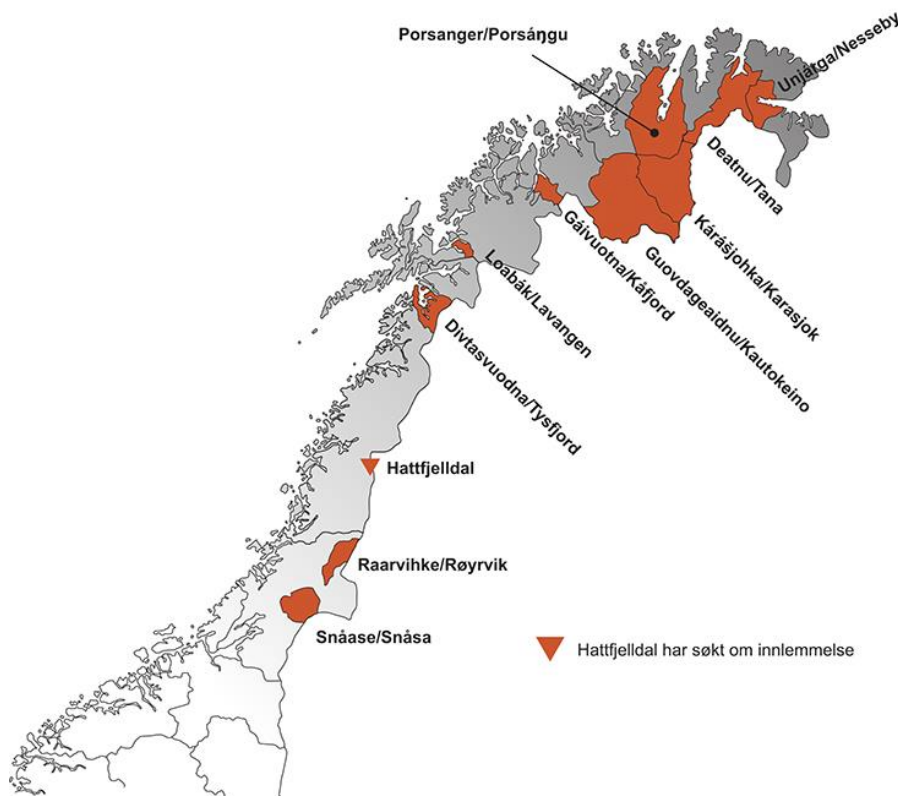 Porsanger/Porsáŋgu
Unjárga/Nesseby
Deatnu/Tana
Kárášjohka/Karasjok
Guovdageaidnu/Kautokeino
Gáivuotna/Kåfjord
Loabák/Lavangen
Divtasvuodna/Tysfjord
Hattfjelldal
Raarvihke/Røyrvik
Snåase/Snåsa
Hattfjelldal har søkt om innlemmelse